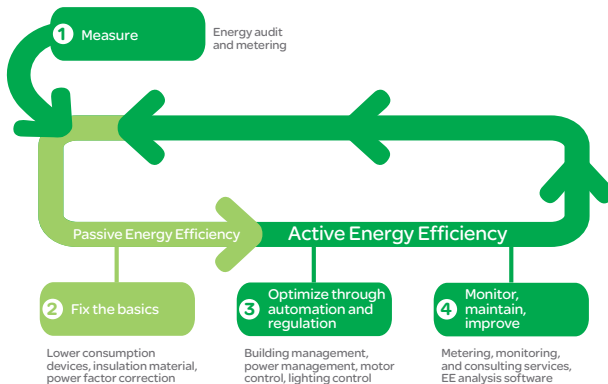 1 Measure
Energy audit
and metering
Passive Energy Efficiency
Active Energy Efficiency
2 Fix the basics
3 Optimize through
automation and
regulation
4 Monitor,
maintain,
improve
Lower consumption
devices, insulation material,
power factor correction
Building management,
power management, motor
control, lighting control
Metering, monitoring,
and consulting services,
EE analysis software